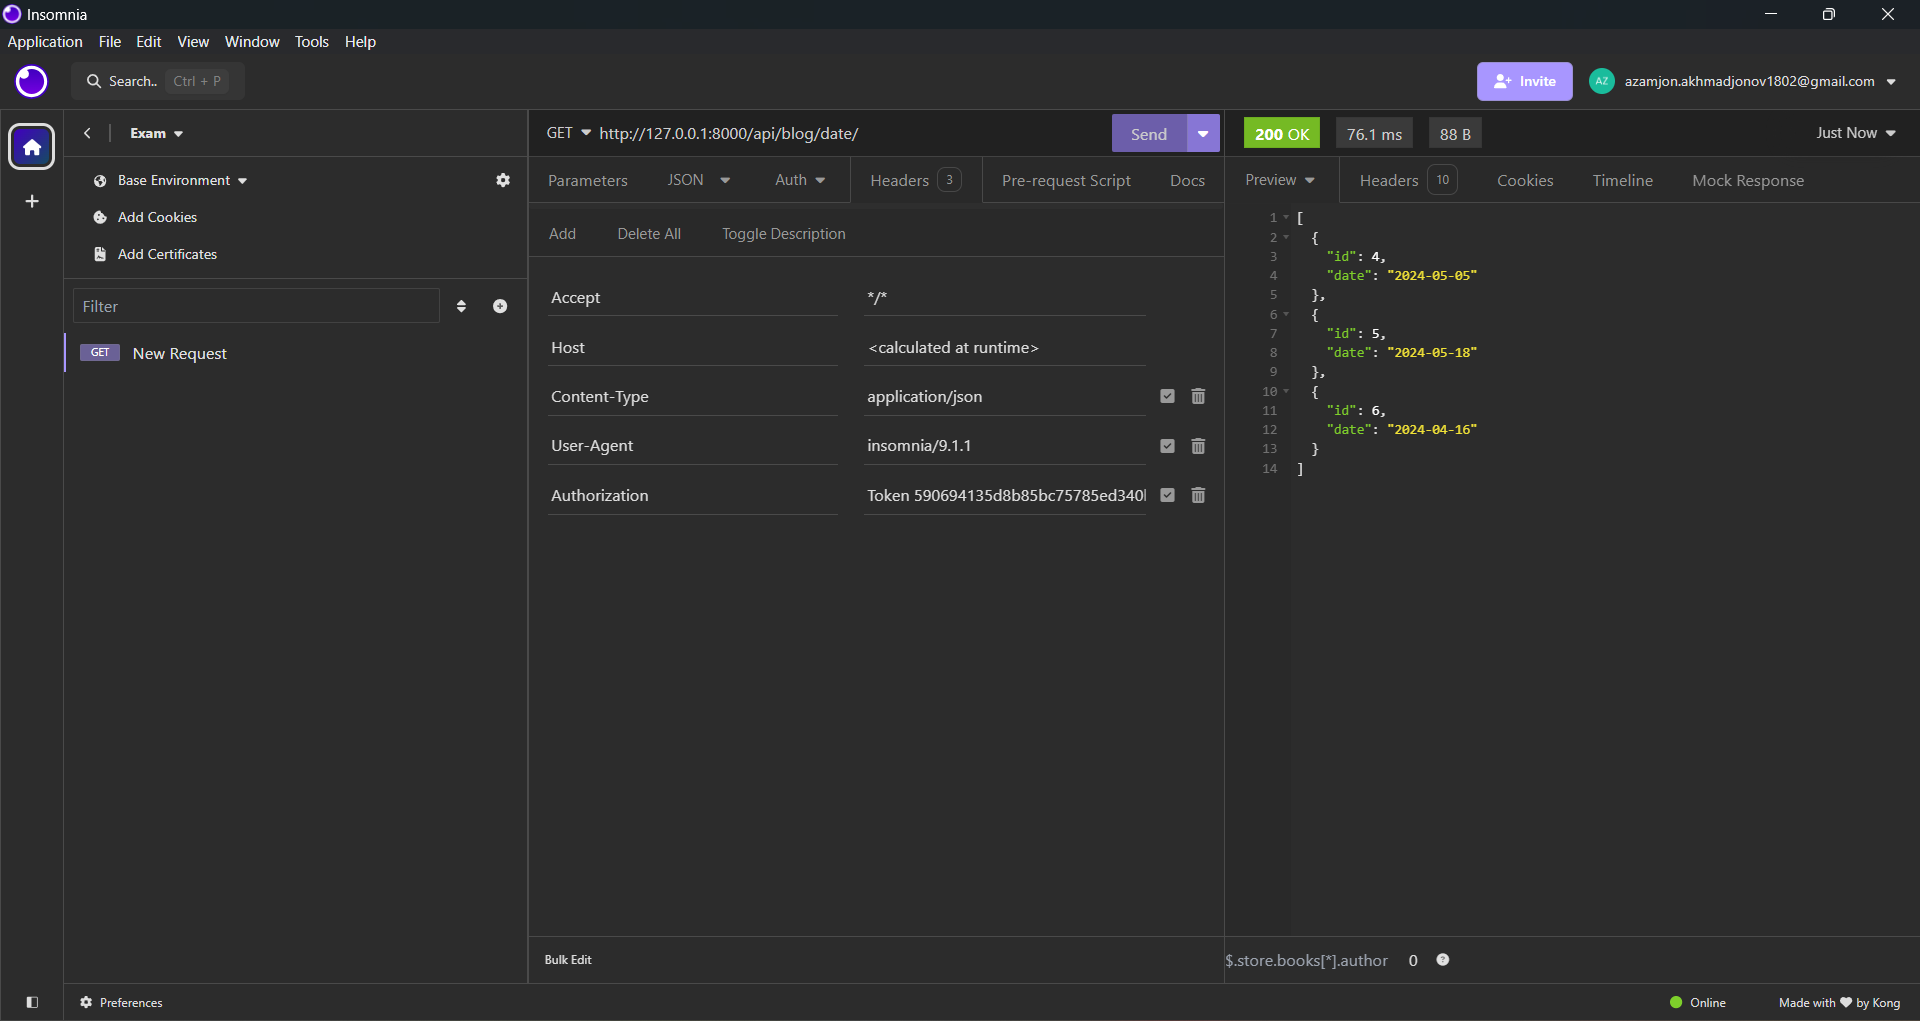 Insomnia
Application File Edit View Window Tools Help
Search.. Ctrl + P
Invite
AZ azamjon.akhmadjonov1802@gmail.com
Exam
Base Environment
Add Cookies
Add Certificates
Filter
GET New Request
GET http://127.0.0.1:8000/api/blog/date/ Send
Parameters JSON Auth Headers 3 Pre-request Script Docs
Add Delete All Toggle Description
Accept */*
Host <calculated at runtime>
Content-Type application/json
User-Agent insomnia/9.1.1
Authorization Token 590694135d8b85bc75785ed340
Bulk Edit
200 OK 76.1 ms 88 B Just Now
Preview Headers 10 Cookies Timeline Mock Response
1 [
2 {
3 "id": 4,
4 "date": "2024-05-05"
5 },
6 {
7 "id": 5,
8 "date": "2024-05-18"
9 },
10 {
11 "id": 6,
12 "date": "2024-04-16"
13 }
14 ]
$.store.books[*].author 0 ?
Preferences
Online Made with ❤ by Kong